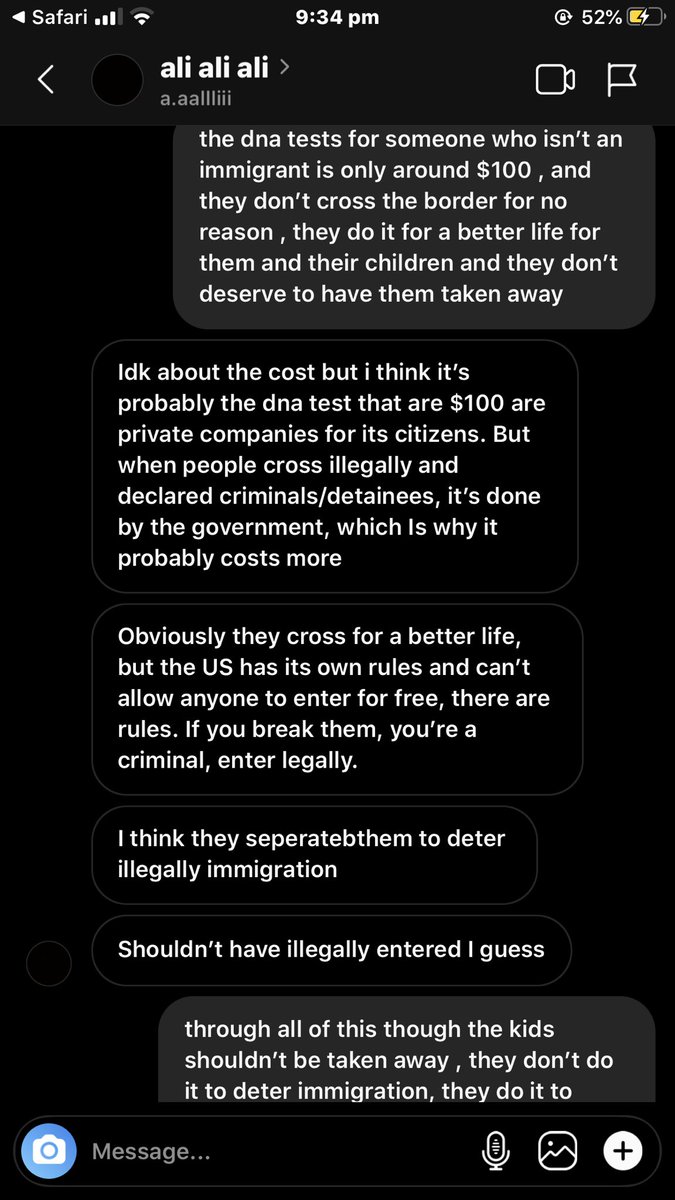 Safari
9:34 pm
52%
ali ali ali
a.aallliii
the dna tests for someone who isn’t an
immigrant is only around $100 , and
they don’t cross the border for no
reason , they do it for a better life for
them and their children and they don’t
deserve to have them taken away
Idk about the cost but i think it’s
probably the dna test that are $100 are
private companies for its citizens. But
when people cross illegally and
declared criminals/detainees, it’s done
by the government, which Is why it
probably costs more
Obviously they cross for a better life,
but the US has its own rules and can’t
allow anyone to enter for free, there are
rules. If you break them, you’re a
criminal, enter legally.
I think they seperatebthem to deter
illegally immigration
Shouldn’t have illegally entered I guess
through all of this though the kids
shouldn’t be taken away , they don’t do
it to deter immigration, they do it to
Message...